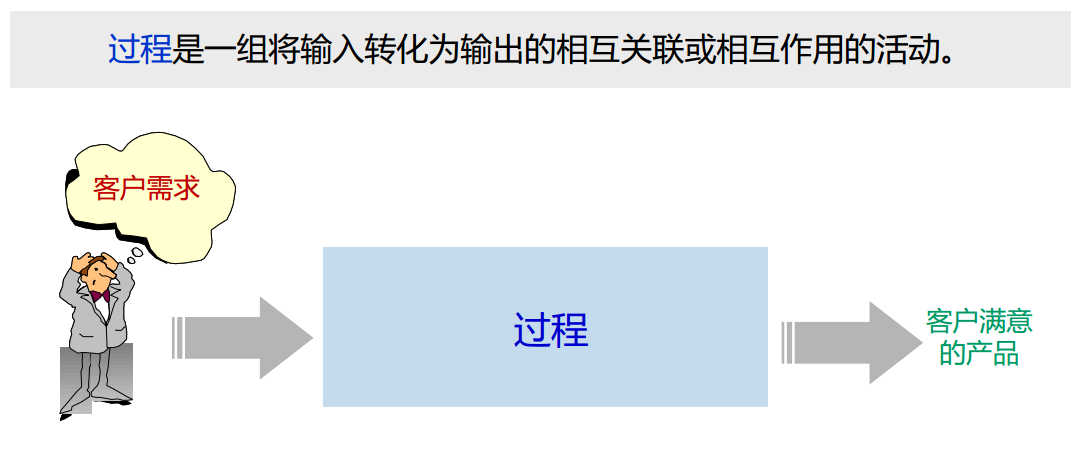 过程是一组将输入转化为输出的相互关联或相互作用的活动。
客户需求
过程
客户满意
的产品